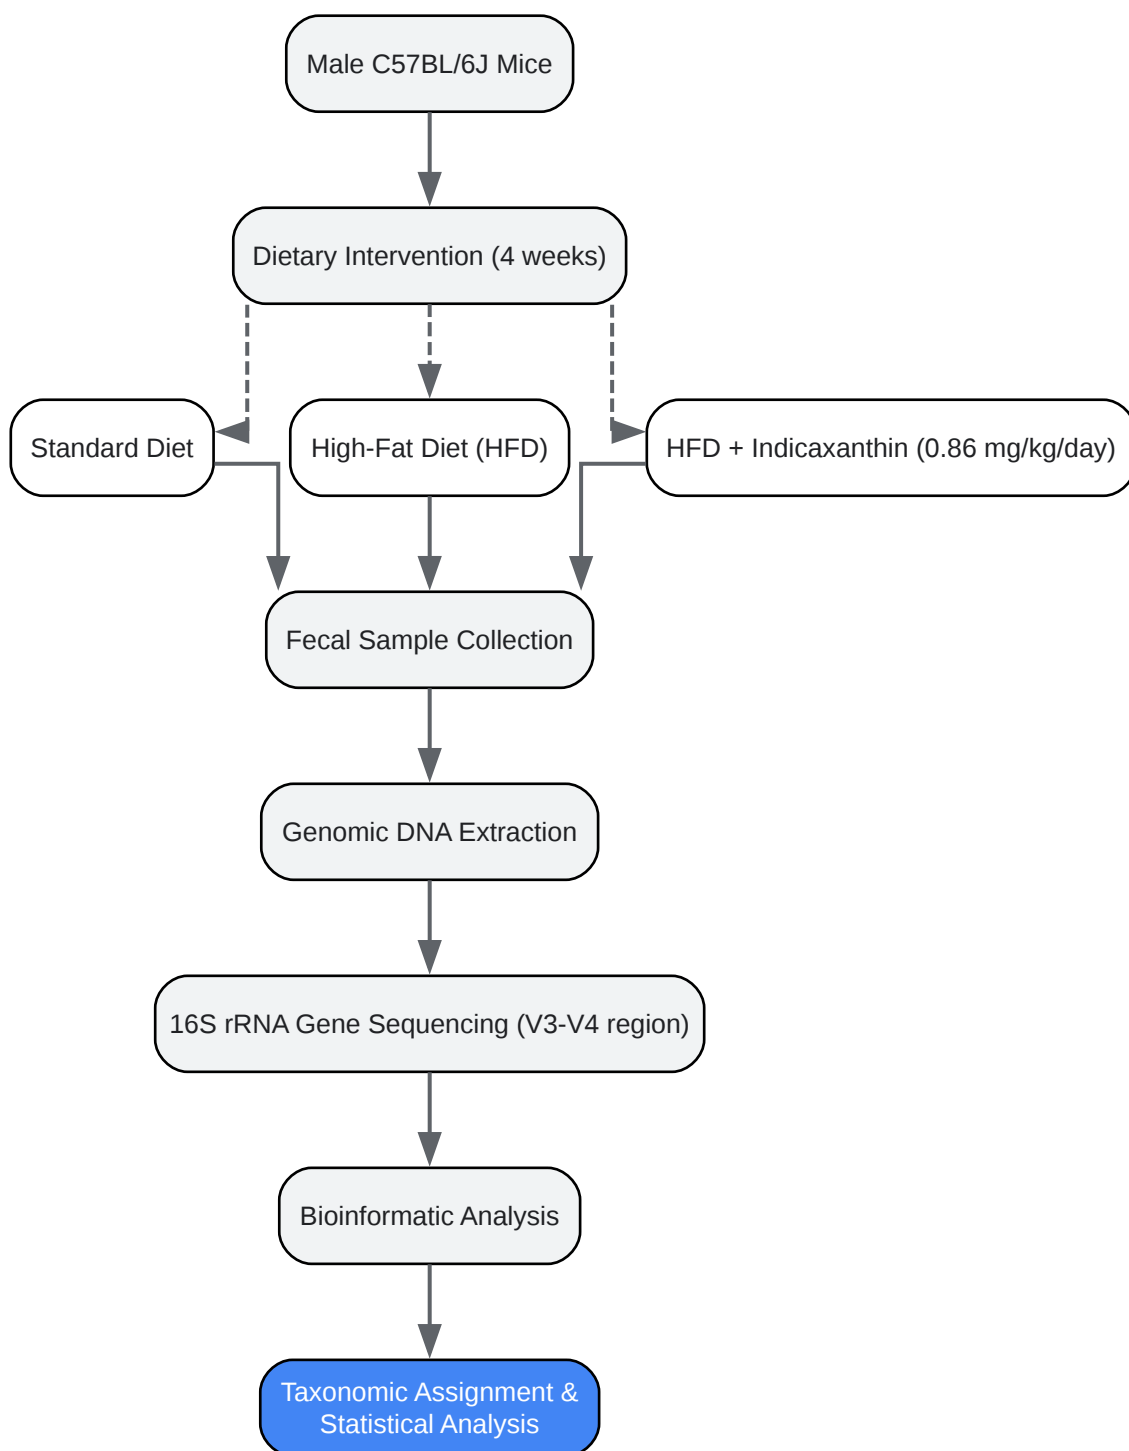 Male C57BL/6J Mice
Dietary Intervention (4 weeks)
Standard Diet
High-Fat Diet (HFD)
HFD + Indicaxanthin (0.86 mg/kg/day)
Fecal Sample Collection
Genomic DNA Extraction
16S rRNA Gene Sequencing (V3-V4 region)
Bioinformatic Analysis
Taxonomic Assignment &
Statistical Analysis